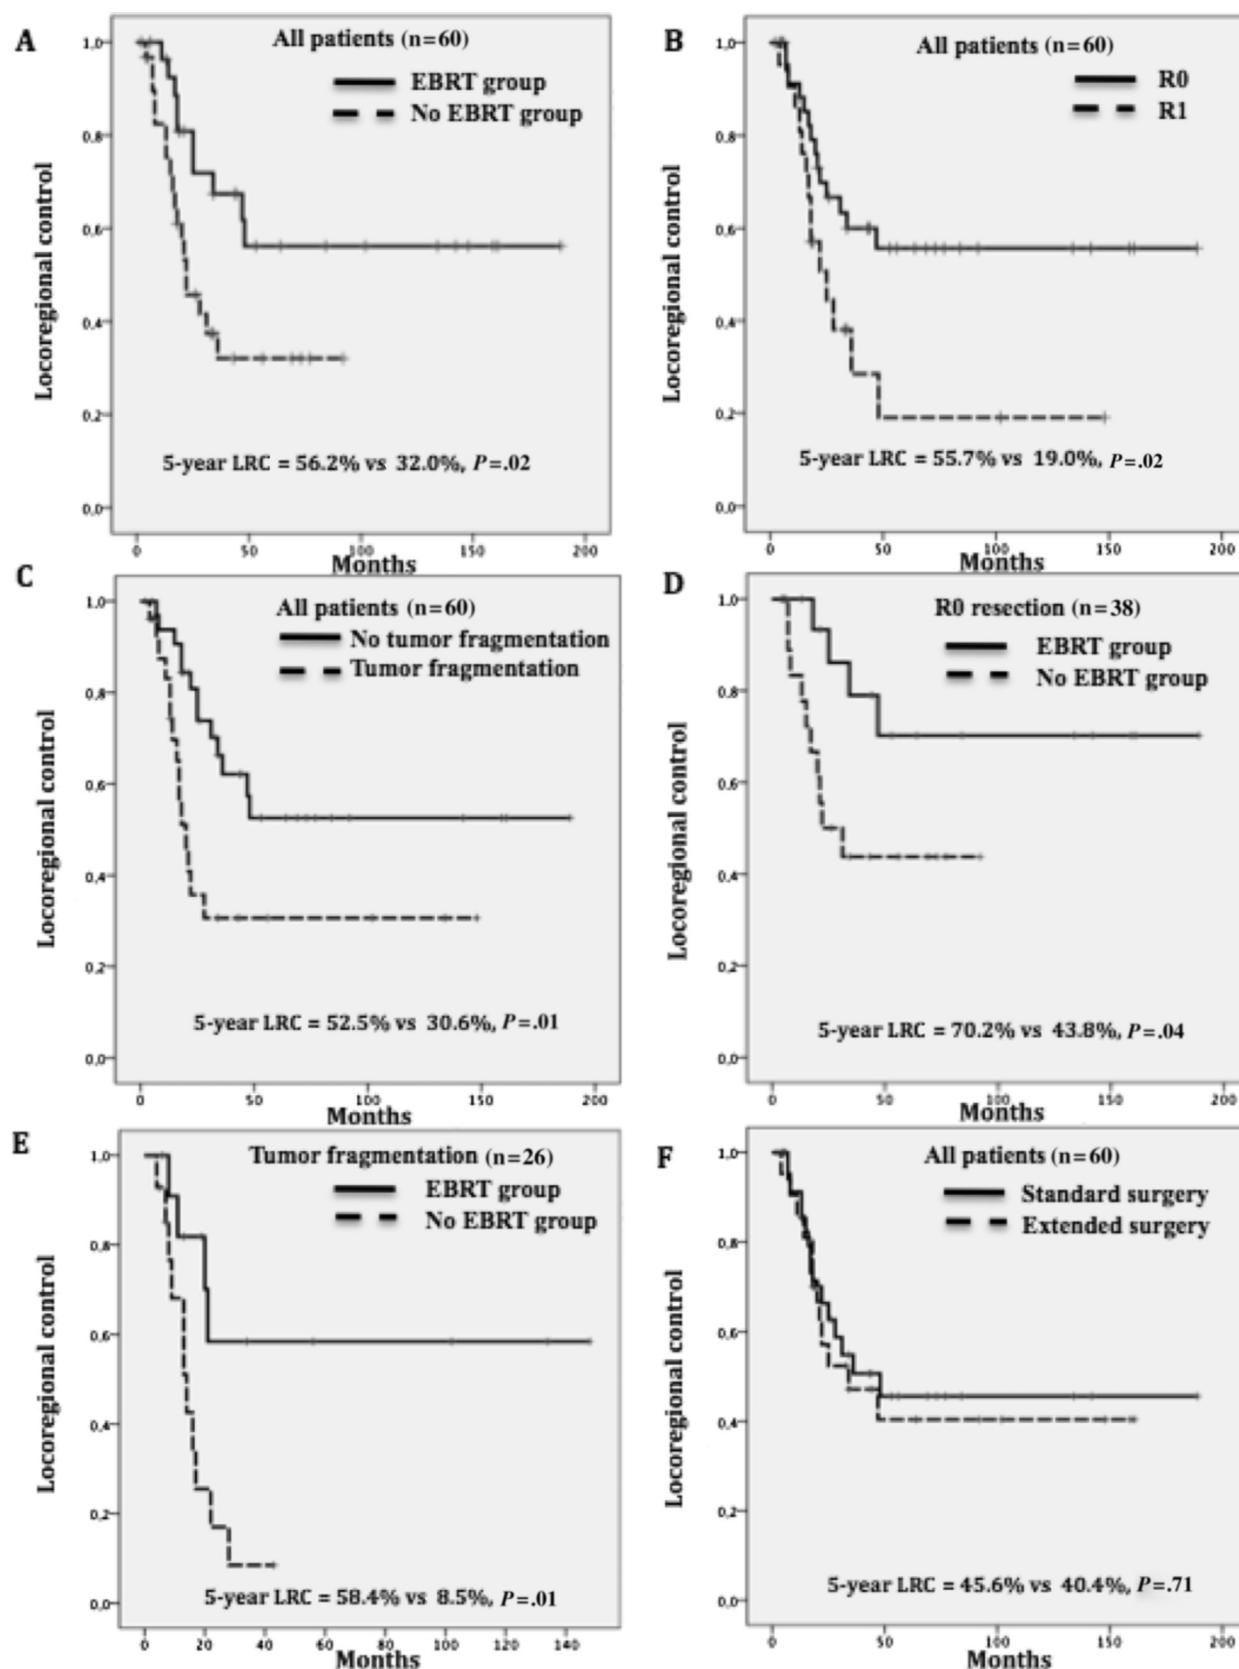 A
All patients (n=60)
EBRT group
No EBRT group
Locoregional control
1,0
0,8
0,6
0,4
0,2
0,0
5-year LRC = 56.2% vs 32.0%, P=.02
0 50 100 150 200
Months
B
All patients (n=60)
R0
R1
Locoregional control
1,0
0,8
0,6
0,4
0,2
0,0
5-year LRC = 55.7% vs 19.0%, P=.02
0 50 100 150 200
Months
C
All patients (n=60)
No tumor fragmentation
Tumor fragmentation
Locoregional control
1,0
0,8
0,6
0,4
0,2
0,0
5-year LRC = 52.5% vs 30.6%, P=.01
0 50 100 150 200
Months
D
R0 resection (n=38)
EBRT group
No EBRT group
Locoregional control
1,0
0,8
0,6
0,4
0,2
0,0
5-year LRC = 70.2% vs 43.8%, P=.04
0 50 100 150 200
Months
E
Tumor fragmentation (n=26)
EBRT group
No EBRT group
Locoregional control
1,0
0,8
0,6
0,4
0,2
0,0
5-year LRC = 58.4% vs 8.5%, P=.01
0 20 40 60 80 100 120 140
Months
F
All patients (n=60)
Standard surgery
Extended surgery
Locoregional control
1,0
0,8
0,6
0,4
0,2
0,0
5-year LRC = 45.6% vs 40.4%, P=.71
0 50 100 150 200
Months